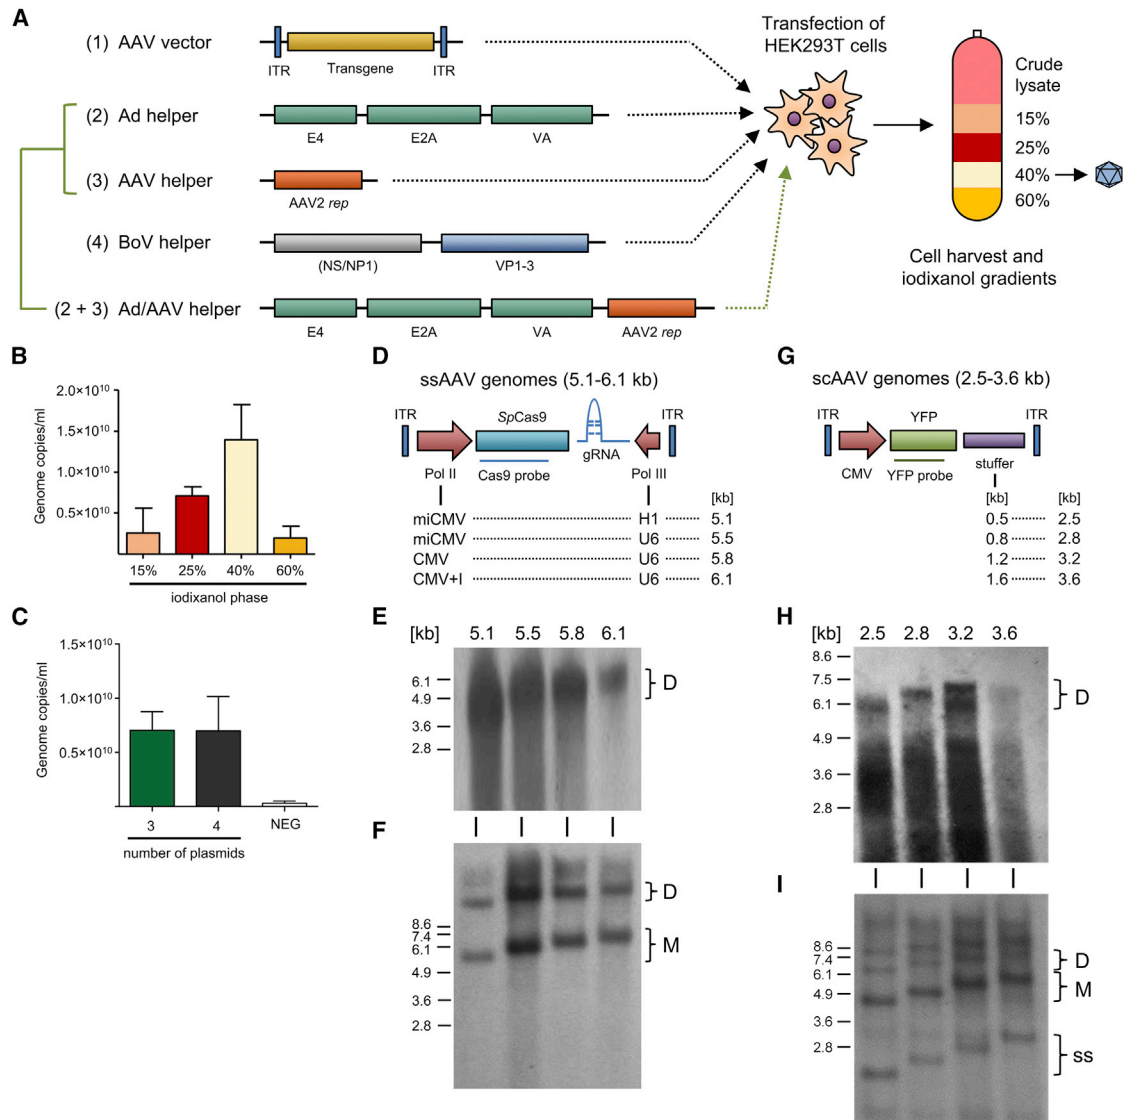 A
(1) AAV vector
ITR
Transgene
ITR
(2) Ad helper
E4
E2A
VA
(3) AAV helper
AAV2 rep
(4) BoV helper
(NS/NP1)
VP1-3
(2 + 3) Ad/AAV helper
E4
E2A
VA
AAV2 rep
Transfection of
HEK293T cells
Crude
lysate
15%
25%
40%
60%
Cell harvest and
iodixanol gradients
B
Genome copies/ml
2.0×10¹⁰
1.5×10¹⁰
1.0×10¹⁰
0.5×10¹⁰
15% 25% 40% 60%
iodixanol phase
C
Genome copies/ml
1.5×10¹⁰
1.0×10¹⁰
0.5×10¹⁰
3 4 NEG
number of plasmids
D
ssAAV genomes (5.1-6.1 kb)
ITR
SpCas9
gRNA
ITR
Pol II
Cas9 probe
Pol III
[kb]
miCMV H1 5.1
miCMV U6 5.5
CMV U6 5.8
CMV+I U6 6.1
E
[kb] 5.1 5.5 5.8 6.1
6.1
4.9
3.6
2.8
D
F
8.6
7.4
6.1
4.9
3.6
2.8
D
M
G
scAAV genomes (2.5-3.6 kb)
ITR
YFP
ITR
CMV
YFP probe
stuffer
[kb] [kb]
0.5 2.5
0.8 2.8
1.2 3.2
1.6 3.6
H
[kb] 2.5 2.8 3.2 3.6
8.6
7.5
6.1
4.9
3.6
2.8
D
I
8.6
7.4
6.1
4.9
3.6
2.8
D
M
ss